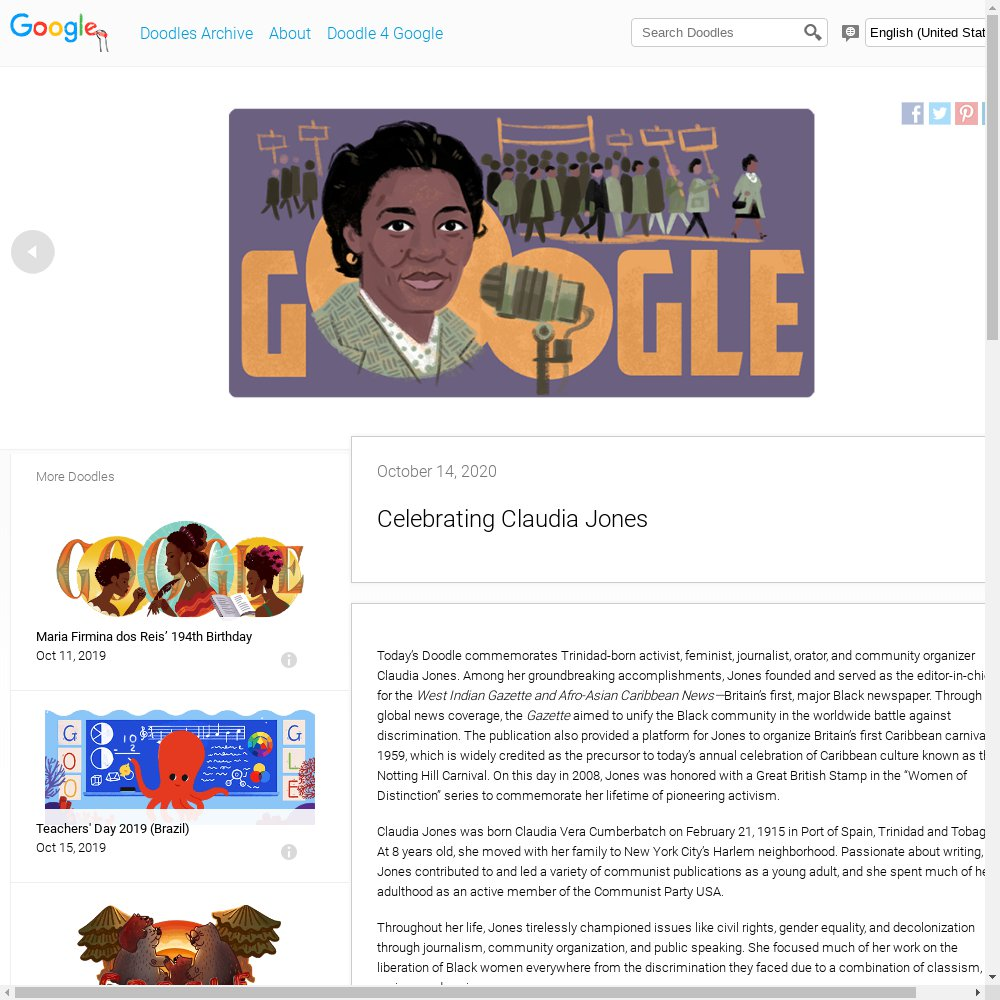 Google
Doodles Archive
About
Doodle 4 Google
Search Doodles
English (United Stat
GOOGLE
October 14, 2020
Celebrating Claudia Jones
Today's Doodle commemorates Trinidad-born activist, feminist, journalist, orator, and community organizer
Claudia Jones. Among her groundbreaking accomplishments, Jones founded and served as the editor-in-chie
for the West Indian Gazette and Afro-Asian Caribbean News—Britain's first, major Black newspaper. Through
global news coverage, the Gazette aimed to unify the Black community in the worldwide battle against
discrimination. The publication also provided a platform for Jones to organize Britain's first Caribbean carniva
1959, which is widely credited as the precursor to today's annual celebration of Caribbean culture known as th
Notting Hill Carnival. On this day in 2008, Jones was honored with a Great British Stamp in the “Women of
Distinction” series to commemorate her lifetime of pioneering activism.
Claudia Jones was born Claudia Vera Cumberbatch on February 21, 1915 in Port of Spain, Trinidad and Tobag
At 8 years old, she moved with her family to New York City's Harlem neighborhood. Passionate about writing,
Jones contributed to and led a variety of communist publications as a young adult, and she spent much of he
adulthood as an active member of the Communist Party USA.
Throughout her life, Jones tirelessly championed issues like civil rights, gender equality, and decolonization
through journalism, community organization, and public speaking. She focused much of her work on the
liberation of Black women everywhere from the discrimination they faced due to a combination of classism,
More Doodles
GOOGLE
Maria Firmina dos Reis’ 194th Birthday
Oct 11, 2019
G O O G L E
Teachers' Day 2019 (Brazil)
Oct 15, 2019